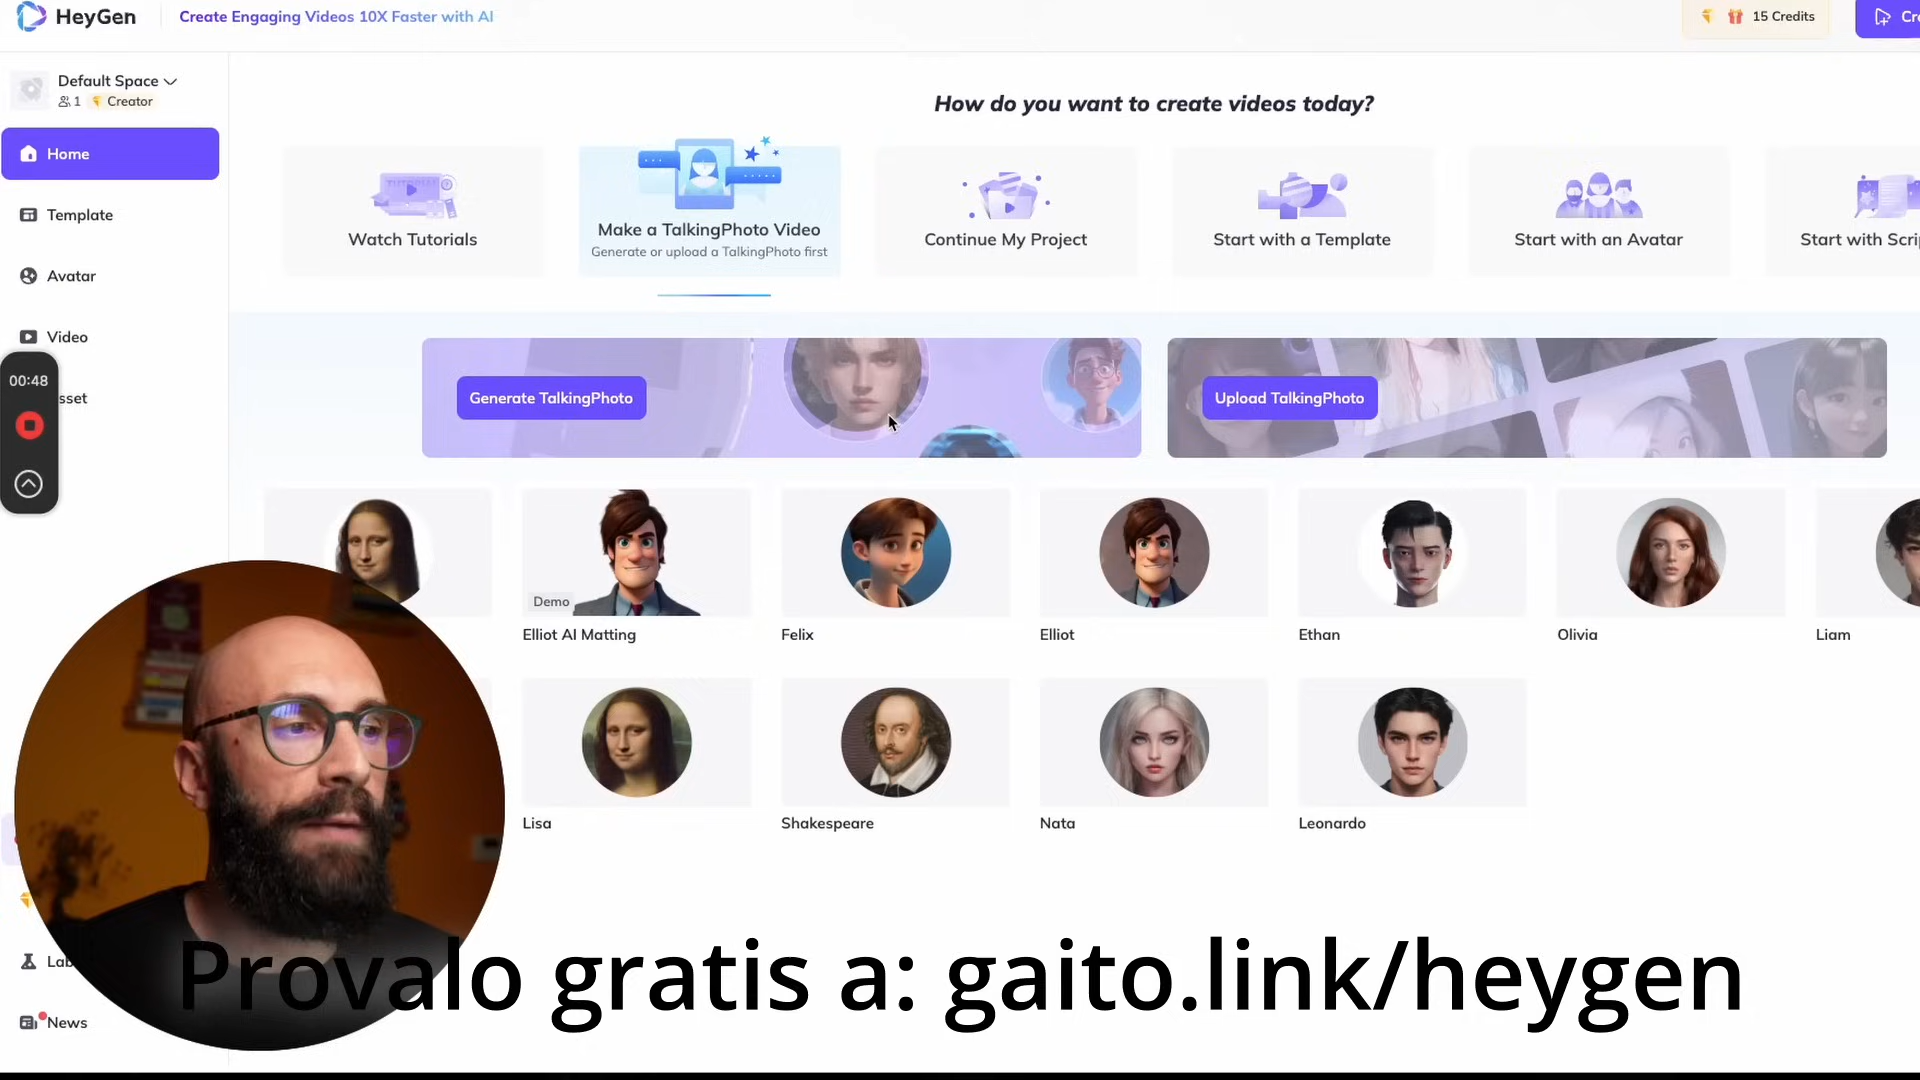 HeyGen
Create Engaging Videos 10X Faster with AI
15 Credits
Default Space
1 Creator
Home
Template
Avatar
Video
00:48
sset
How do you want to create videos today?
Watch Tutorials
Make a TalkingPhoto Video
Generate or upload a TalkingPhoto first
Continue My Project
Start with a Template
Start with an Avatar
Start with Scri
Generate TalkingPhoto
Upload TalkingPhoto
Demo
Elliot AI Matting
Felix
Elliot
Ethan
Olivia
Liam
Lisa
Shakespeare
Nata
Leonardo
Lab
News
Provalo gratis a: gaito.link/heygen